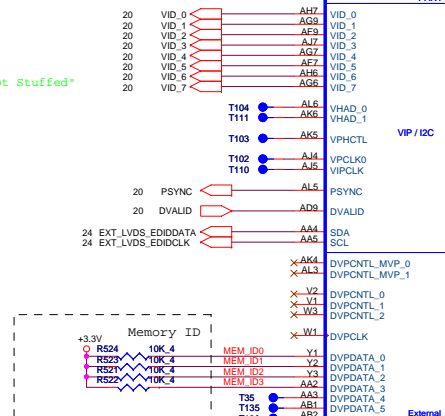 20 VID_0 AH7 VID_0
20 VID_1 AG9 VID_1
20 VID_2 AF9 VID_2
20 VID_3 AJ7 VID_3
20 VID_4 AG7 VID_4
20 VID_5 AF7 VID_5
20 VID_6 AH6 VID_6
20 VID_7 AG6 VID_7
Stuffed"
T104 AL6 VHAD_0
T111 AK6 VHAD_1
T103 AK5 VPHCTL
VIP / I2C
T102 AJ4 VPCLK0
T110 AJ5 VIPCLK
20 PSYNC AL5 PSYNC
20 DVALID AD9 DVALID
24 EXT_LVDS_EDIDDATA AA4 SDA
24 EXT_LVDS_EDIDCLK AA5 SCL
AK4 DVPCNTL_MVP_0
AL3 DVPCNTL_MVP_1
V2 DVPCNTL_0
V1 DVPCNTL_1
W3 DVPCNTL_2
Memory ID
W1 DVPCLK
+3.3V
R524 10K_4 MEM_ID0 Y1 DVPDATA_0
R523 10K_4 MEM_ID1 Y2 DVPDATA_1
R521 10K_4 MEM_ID2 Y3 DVPDATA_2
R522 10K_4 MEM_ID3 AA2 DVPDATA_3
T35 AA3 DVPDATA_4
T135 AB1 DVPDATA_5
AB2
External